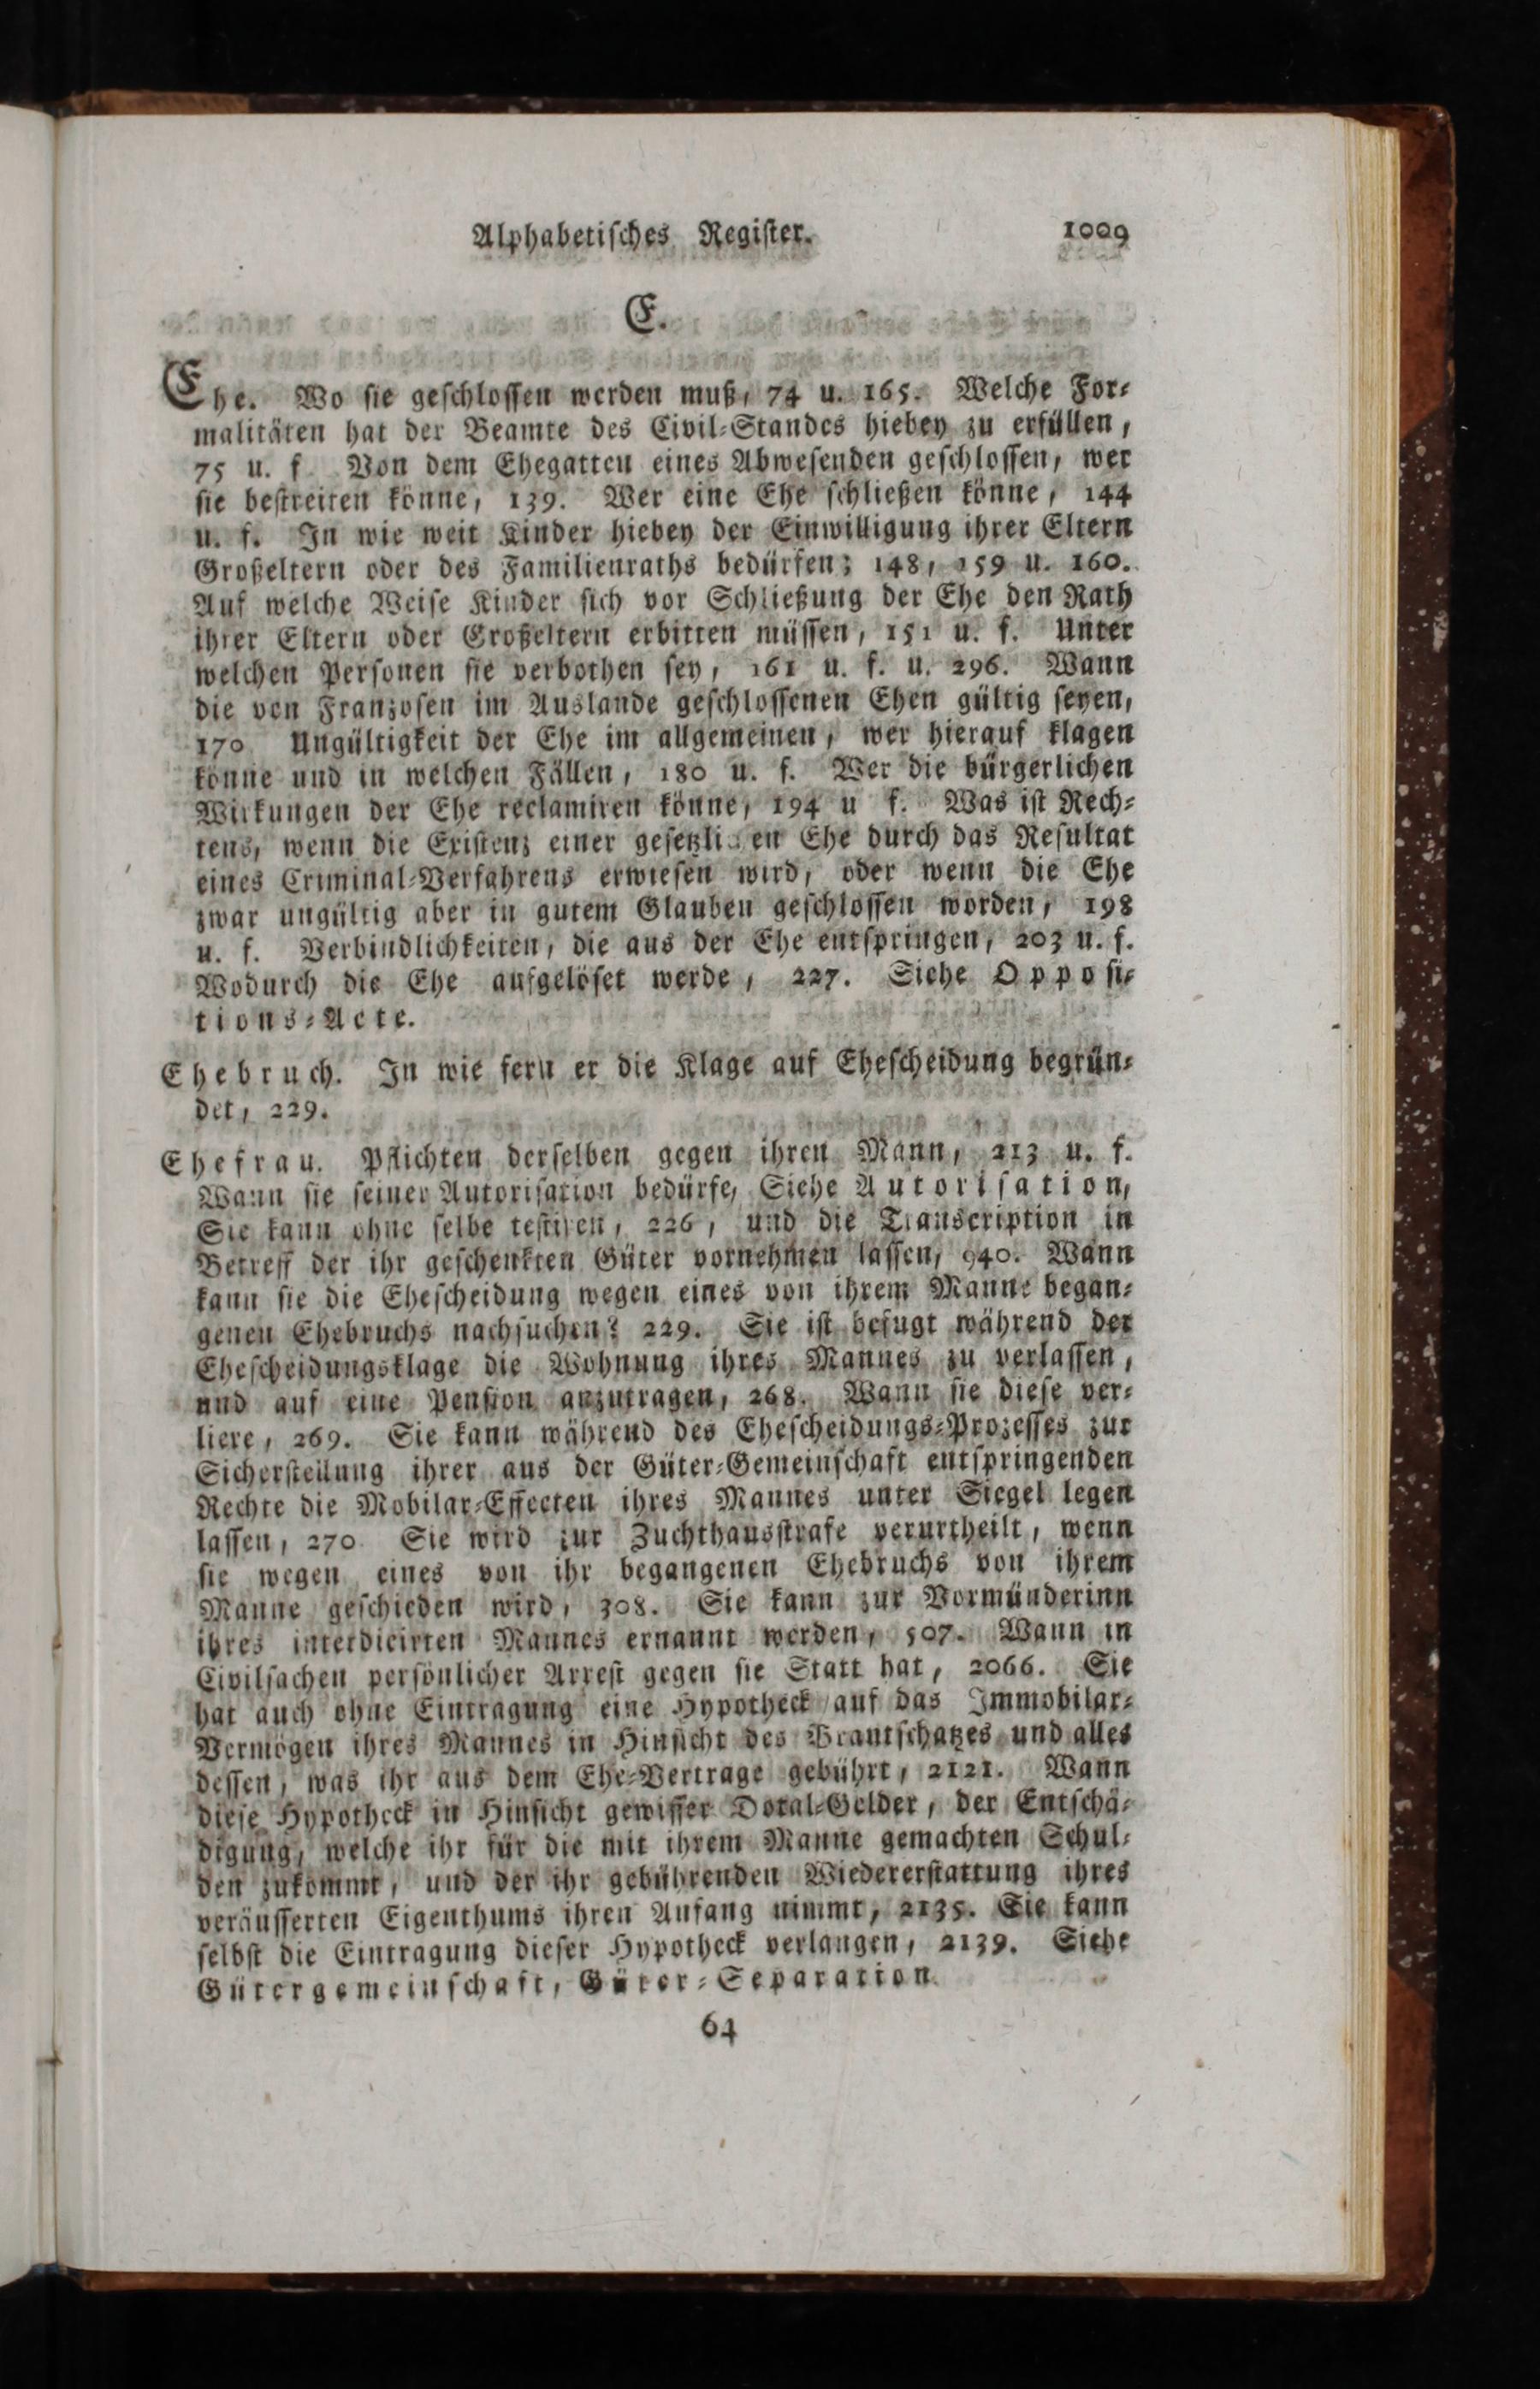 Alphabetisches Register. 1009
E.
Ehe. Wo sie geschlossen werden muß, 74 u. 165. Welche For⸗
malitäten hat der Beamte des Civil⸗Standes hiebey zu erfüllen,
75 u. f. Von dem Ehegatten eines Abwesenden geschlossen, wer
sie bestreiten könne, 139. Wer eine Ehe schließen könne, 144
u. f. In wie weit Kinder hiebey der Einwilligung ihrer Eltern
Großeltern oder des Familienraths bedürfen; 148, 159 u. 160.
Auf welche Weise Kinder sich vor Schließung der Ehe den Rath
ihrer Eltern oder Großeltern erbitten müssen, 151 u. f. Unter
welchen Personen sie verbothen sey, 161 u. f. u. 296. Wann
die von Franzosen im Auslande geschlossenen Ehen gültig seyen,
170 Ungültigkeit der Ehe im allgemeinen, wer hierauf klagen
könne und in welchen Fällen, 180 u. f. Wer die bürgerlichen
Wirkungen der Ehe reclamiren könne, 194 u f. Was ist Rech⸗
tens, wenn die Existenz einer gesetzlichen Ehe durch das Resultat
eines Criminal⸗Verfahrens erwiesen wird, oder wenn die Ehe
zwar ungültig aber in gutem Glauben geschlossen worden, 198
u. f. Verbindlichkeiten, die aus der Ehe entspringen, 203 u. f.
Wodurch die Ehe aufgelöset werde, 227. Siehe Opposi⸗
tions⸗Acte.
Ehebruch. In wie fern er die Klage auf Ehescheidung begrün⸗
det, 229.
Ehefrau. Pflichten derselben gegen ihren Mann, 213 u. f.
Wann sie seiner Autorisation bedürfe, Siehe Autorisation,
Sie kann ohne selbe testiren, 226, und die Transcription in
Betreff der ihr geschenkten Güter vornehmen lassen, 940. Wann
kann sie die Ehescheidung wegen eines von ihrem Manne began⸗
genen Ehebruchs nachsuchen? 229. Sie ist befugt während der
Ehescheidungsklage die Wohnung ihres Mannes zu verlassen,
und auf eine Pension anzutragen, 268. Wann sie diese ver⸗
liere, 269. Sie kann während des Ehescheidungs⸗Prozesses zur
Sicherstellung ihrer aus der Güter⸗Gemeinschaft entspringenden
Rechte die Mobilar⸗Effecten ihres Mannes unter Siegel legen
lassen, 270 Sie wird zur Zuchthausstrafe verurtheilt, wenn
sie wegen eines von ihr begangenen Ehebruchs von ihrem
Manne geschieden wird, 308. Sie kann zur Vormünderinn
ihres interdicirten Mannes ernannt werden, 507. Wann in
Civilsachen persönlicher Arrest gegen sie Statt hat, 2066. Sie
hat auch ohne Eintragung eine Hypotheck auf das Immobilar⸗
Vermögen ihres Mannes in Hinsicht des Brautschatzes und alles
dessen, was ihr aus dem Ehe⸗Vertrage gebührt, 2121. Wann
diese Hypotheck in Hinsicht gewisser Dotal⸗Gelder, der Entschä⸗
digung, welche ihr für die mit ihrem Manne gemachten Schul⸗
den zukommt, und der ihr gebührenden Wiedererstattung ihres
veräusserten Eigenthums ihren Anfang nimmt, 2135. Sie kann
selbst die Eintragung dieser Hypotheck verlangen, 2139. Siehe
Gütergemeinschaft, Güter⸗Separation.
64